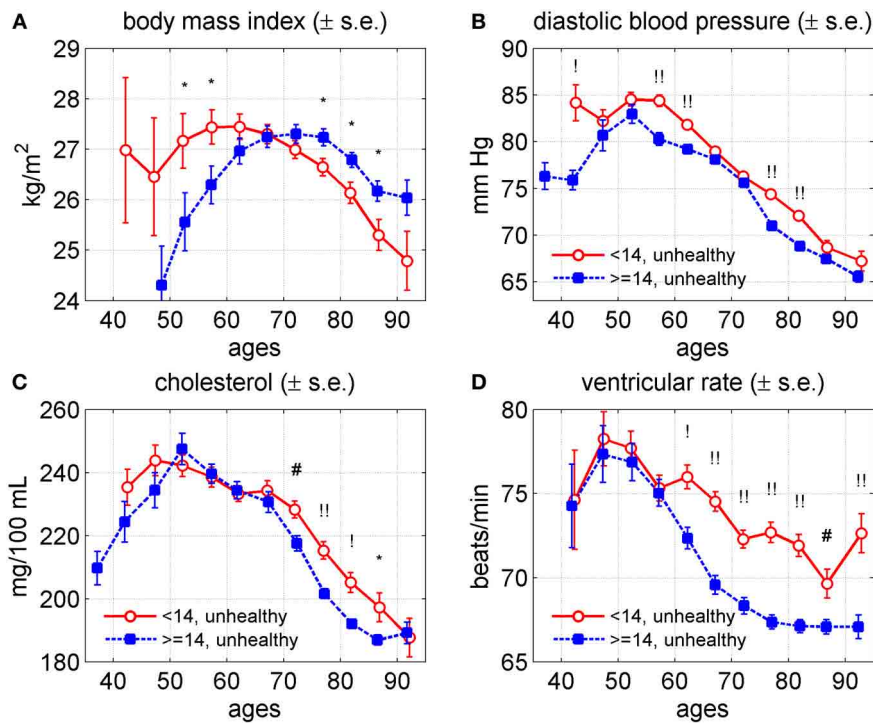 A body mass index (± s.e.)
29
28
27
26
25
24
kg/m²
* * * * *
40 50 60 70 80 90
ages
B diastolic blood pressure (± s.e.)
90
85
80
75
70
65
mm Hg
! !! !! !! !!
<14, unhealthy
>=14, unhealthy
40 50 60 70 80 90
ages
C cholesterol (± s.e.)
260
240
220
200
180
mg/100 mL
# !! ! *
<14, unhealthy
>=14, unhealthy
40 50 60 70 80 90
ages
D ventricular rate (± s.e.)
80
75
70
65
beats/min
! !! !! !! !! # !!
<14, unhealthy
>=14, unhealthy
40 50 60 70 80 90
ages